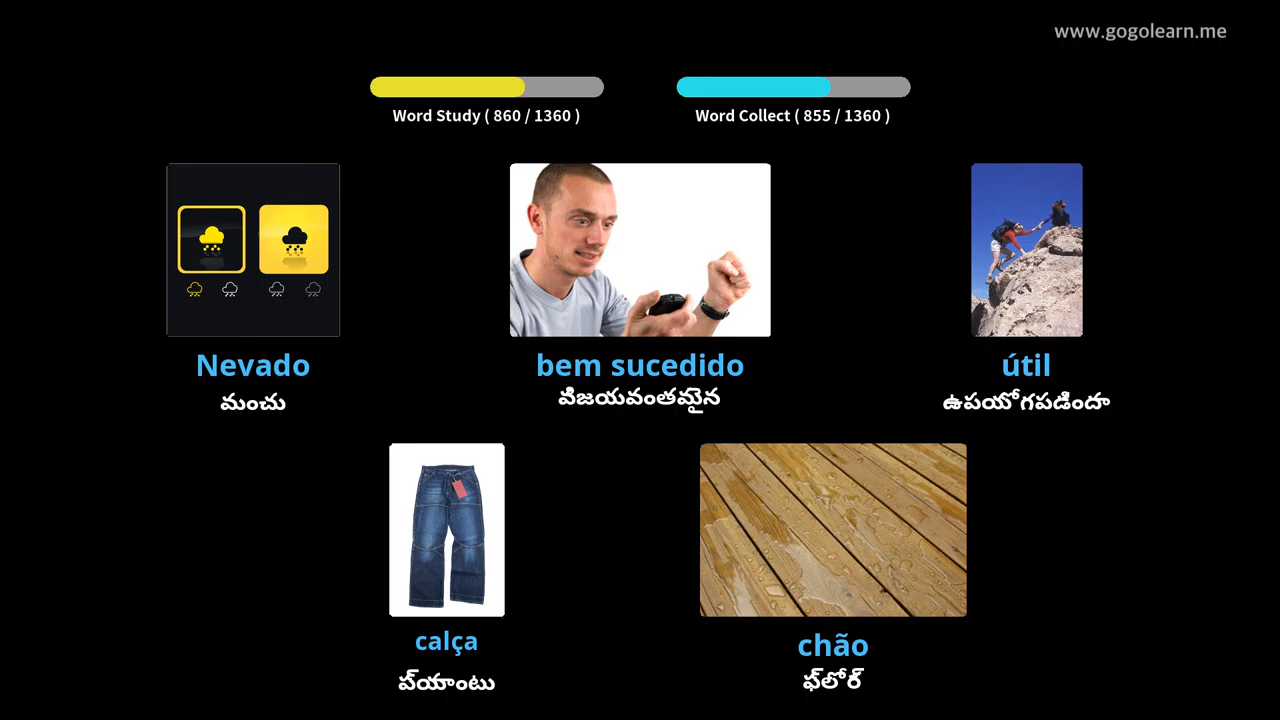 www.gogolearn.me
Word Study ( 860 / 1360 )
Word Collect ( 855 / 1360 )
Nevado
మంచు
bem sucedido
విజయవంతమైన
útil
ఉపయోగపడిందా
calça
ప్యాంటు
chão
ఫ్లోర్